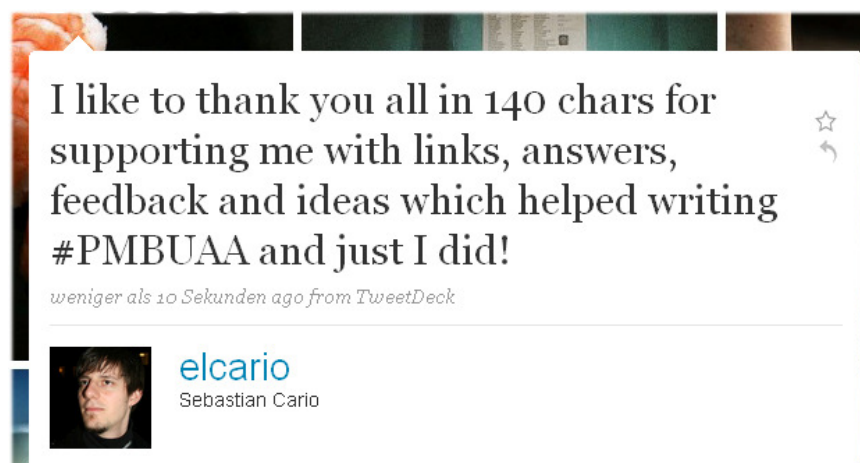 I like to thank you all in 140 chars for
supporting me with links, answers,
feedback and ideas which helped writing
#PMBUAA and just I did!
weniger als 10 Sekunden ago from TweetDeck
elcario
Sebastian Cario